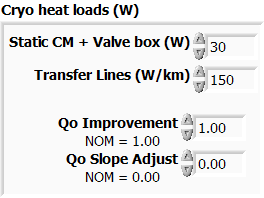 Cryo heat loads (W)
Static CM + Valve box (W) 30
Transfer Lines (W/km) 150
Qo Improvement 1.00
NOM = 1.00
Qo Slope Adjust 0.00
NOM = 0.00